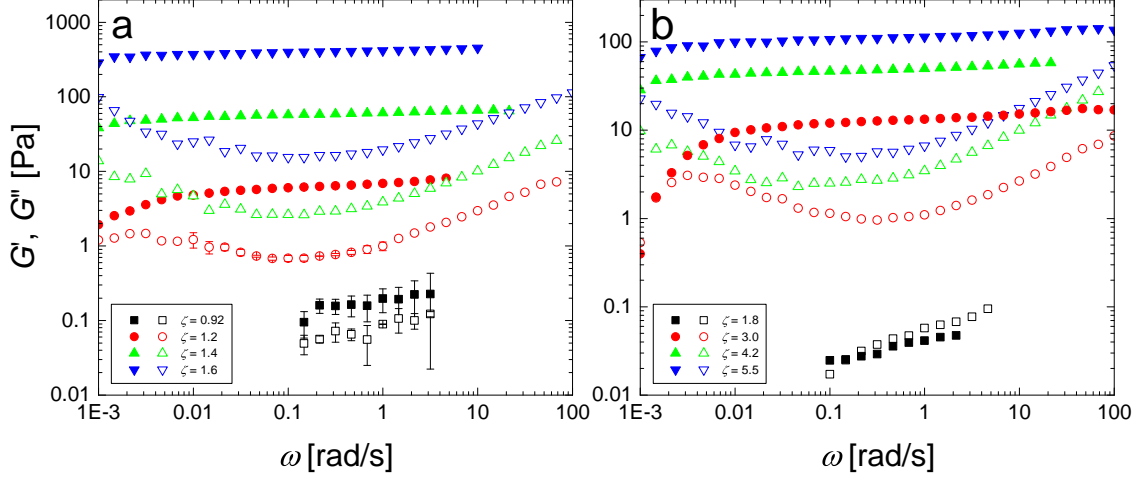 a
G', G'' [Pa]
1000
100
10
1
0.1
0.01
1E-3 0.01 0.1 1 10 100
ω [rad/s]
ζ = 0.92
ζ = 1.2
ζ = 1.4
ζ = 1.6
b
100
10
1
0.1
0.01
1E-3 0.01 0.1 1 10 100
ω [rad/s]
ζ = 1.8
ζ = 3.0
ζ = 4.2
ζ = 5.5